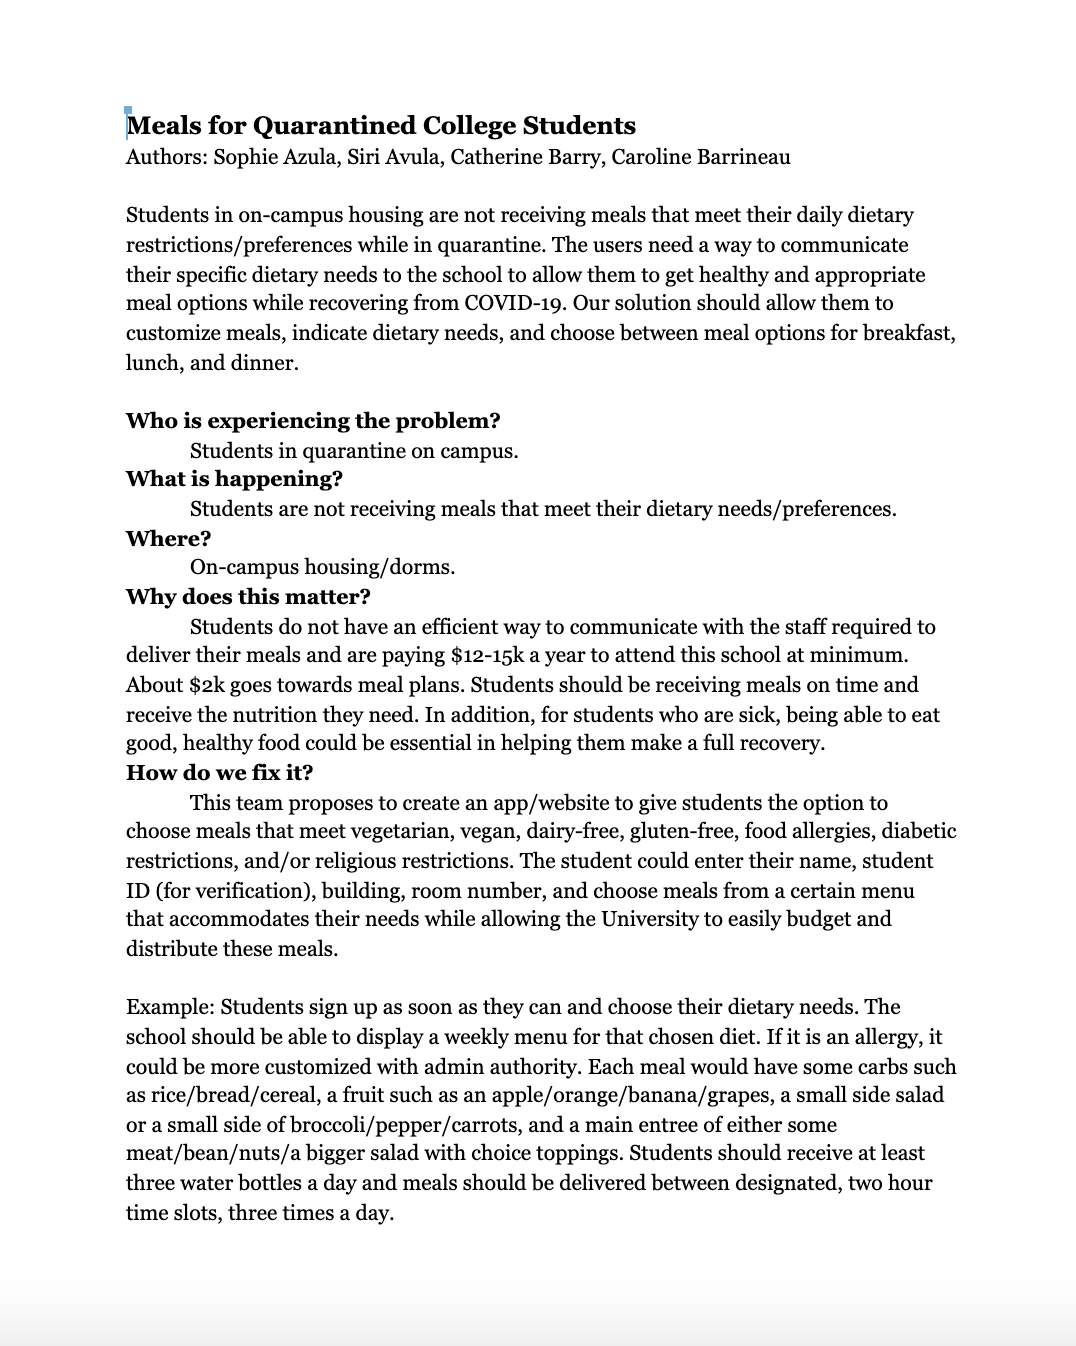 Meals for Quarantined College Students
Authors: Sophie Azula, Siri Avula, Catherine Barry, Caroline Barrineau
Students in on-campus housing are not receiving meals that meet their daily dietary
restrictions/preferences while in quarantine. The users need a way to communicate
their specific dietary needs to the school to allow them to get healthy and appropriate
meal options while recovering from COVID-19. Our solution should allow them to
customize meals, indicate dietary needs, and choose between meal options for breakfast,
lunch, and dinner.
Who is experiencing the problem?
Students in quarantine on campus.
What is happening?
Students are not receiving meals that meet their dietary needs/preferences.
Where?
On-campus housing/dorms.
Why does this matter?
Students do not have an efficient way to communicate with the staff required to
deliver their meals and are paying $12-15k a year to attend this school at minimum.
About $2k goes towards meal plans. Students should be receiving meals on time and
receive the nutrition they need. In addition, for students who are sick, being able to eat
good, healthy food could be essential in helping them make a full recovery.
How do we fix it?
This team proposes to create an app/website to give students the option to
choose meals that meet vegetarian, vegan, dairy-free, gluten-free, food allergies, diabetic
restrictions, and/or religious restrictions. The student could enter their name, student
ID (for verification), building, room number, and choose meals from a certain menu
that accommodates their needs while allowing the University to easily budget and
distribute these meals.
Example: Students sign up as soon as they can and choose their dietary needs. The
school should be able to display a weekly menu for that chosen diet. If it is an allergy, it
could be more customized with admin authority. Each meal would have some carbs such
as rice/bread/cereal, a fruit such as an apple/orange/banana/grapes, a small side salad
or a small side of broccoli/pepper/carrots, and a main entree of either some
meat/bean/nuts/a bigger salad with choice toppings. Students should receive at least
three water bottles a day and meals should be delivered between designated, two hour
time slots, three times a day.